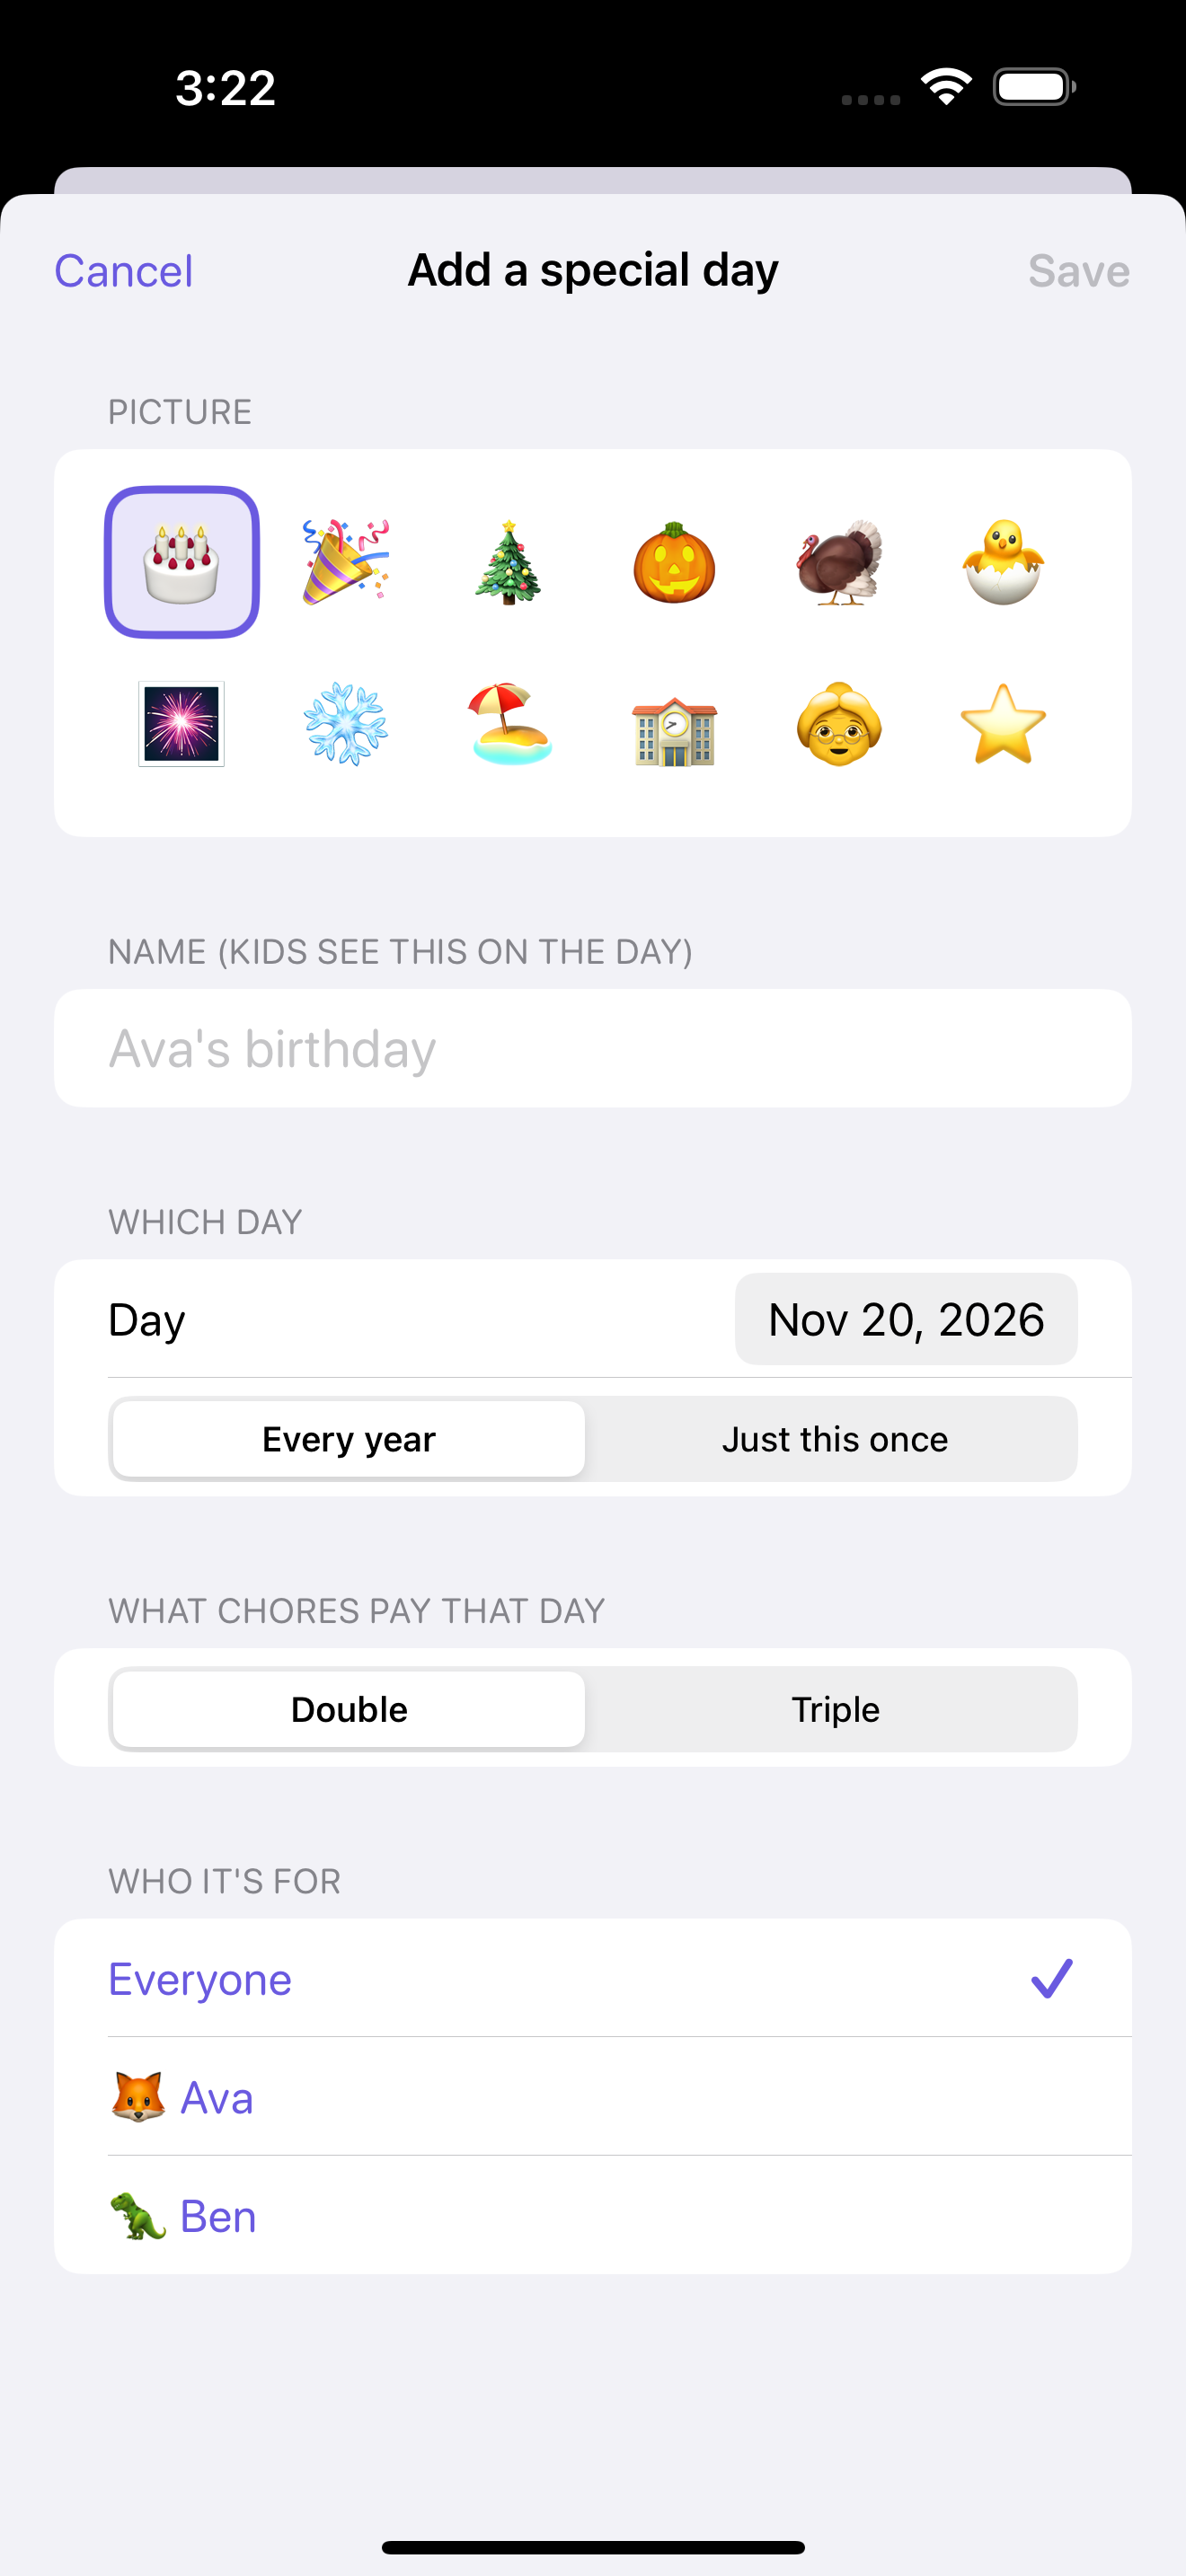 3:22
Cancel
Add a special day
Save
PICTURE
NAME (KIDS SEE THIS ON THE DAY)
Ava's birthday
WHICH DAY
Day
Nov 20, 2026
Every year
Just this once
WHAT CHORES PAY THAT DAY
Double
Triple
WHO IT'S FOR
Everyone
Ava
Ben